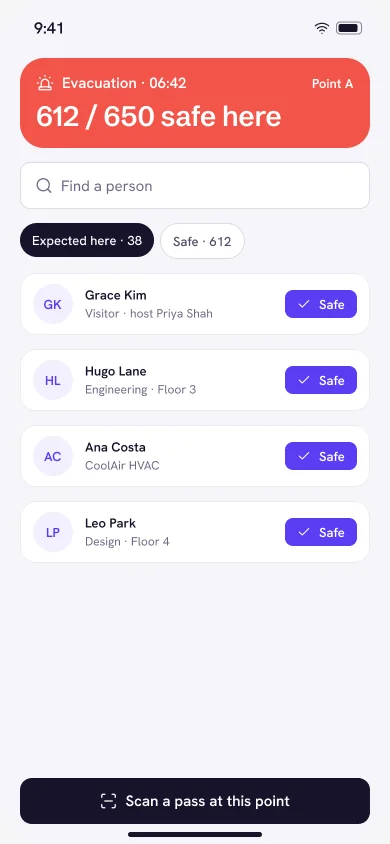 9:41
Evacuation · 06:42
Point A
612 / 650 safe here
Find a person
Expected here · 38
Safe · 612
GK
Grace Kim
Visitor · host Priya Shah
Safe
HL
Hugo Lane
Engineering · Floor 3
Safe
AC
Ana Costa
CoolAir HVAC
Safe
LP
Leo Park
Design · Floor 4
Safe
Scan a pass at this point